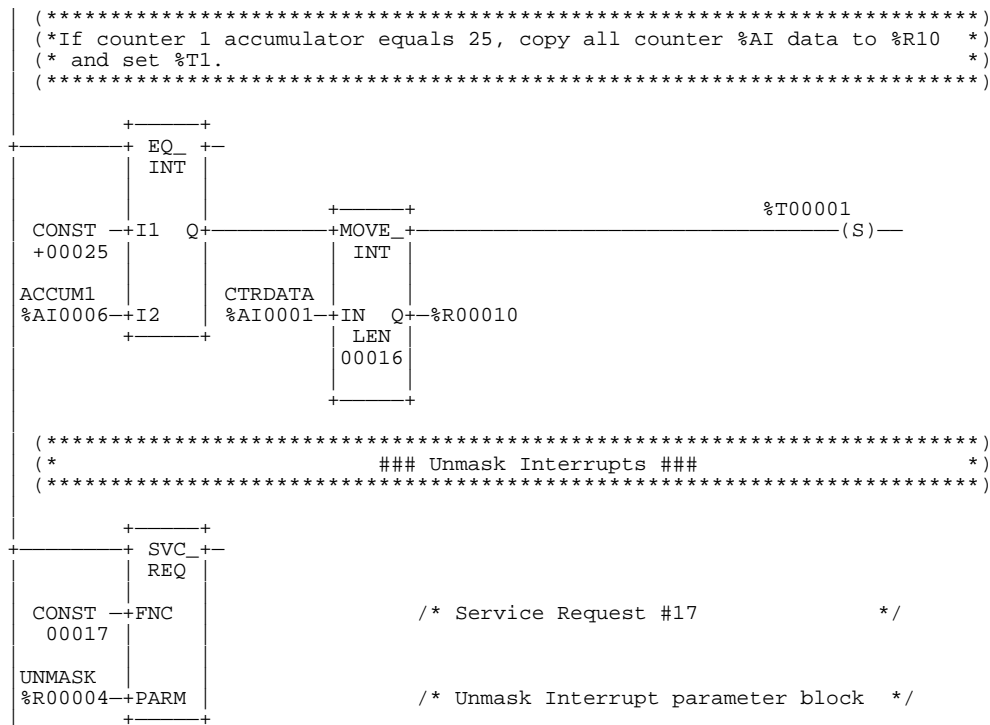 (*************************************************************************)
(*If counter 1 accumulator equals 25, copy all counter %AI data to %R10  *)
(* and set %T1.                                                          *)
(*************************************************************************)
EQ_
INT
%T00001
CONST I1 Q MOVE_ (S)
+00025 INT
ACCUM1 CTRDATA
%AI0006 I2 %AI0001 IN Q %R00010
LEN
00016
(*************************************************************************)
(*                          ### Unmask Interrupts ###                     *)
(*************************************************************************)
SVC_
REQ
CONST FNC /* Service Request #17 */
00017
UNMASK
%R00004 PARM /* Unmask Interrupt parameter block */